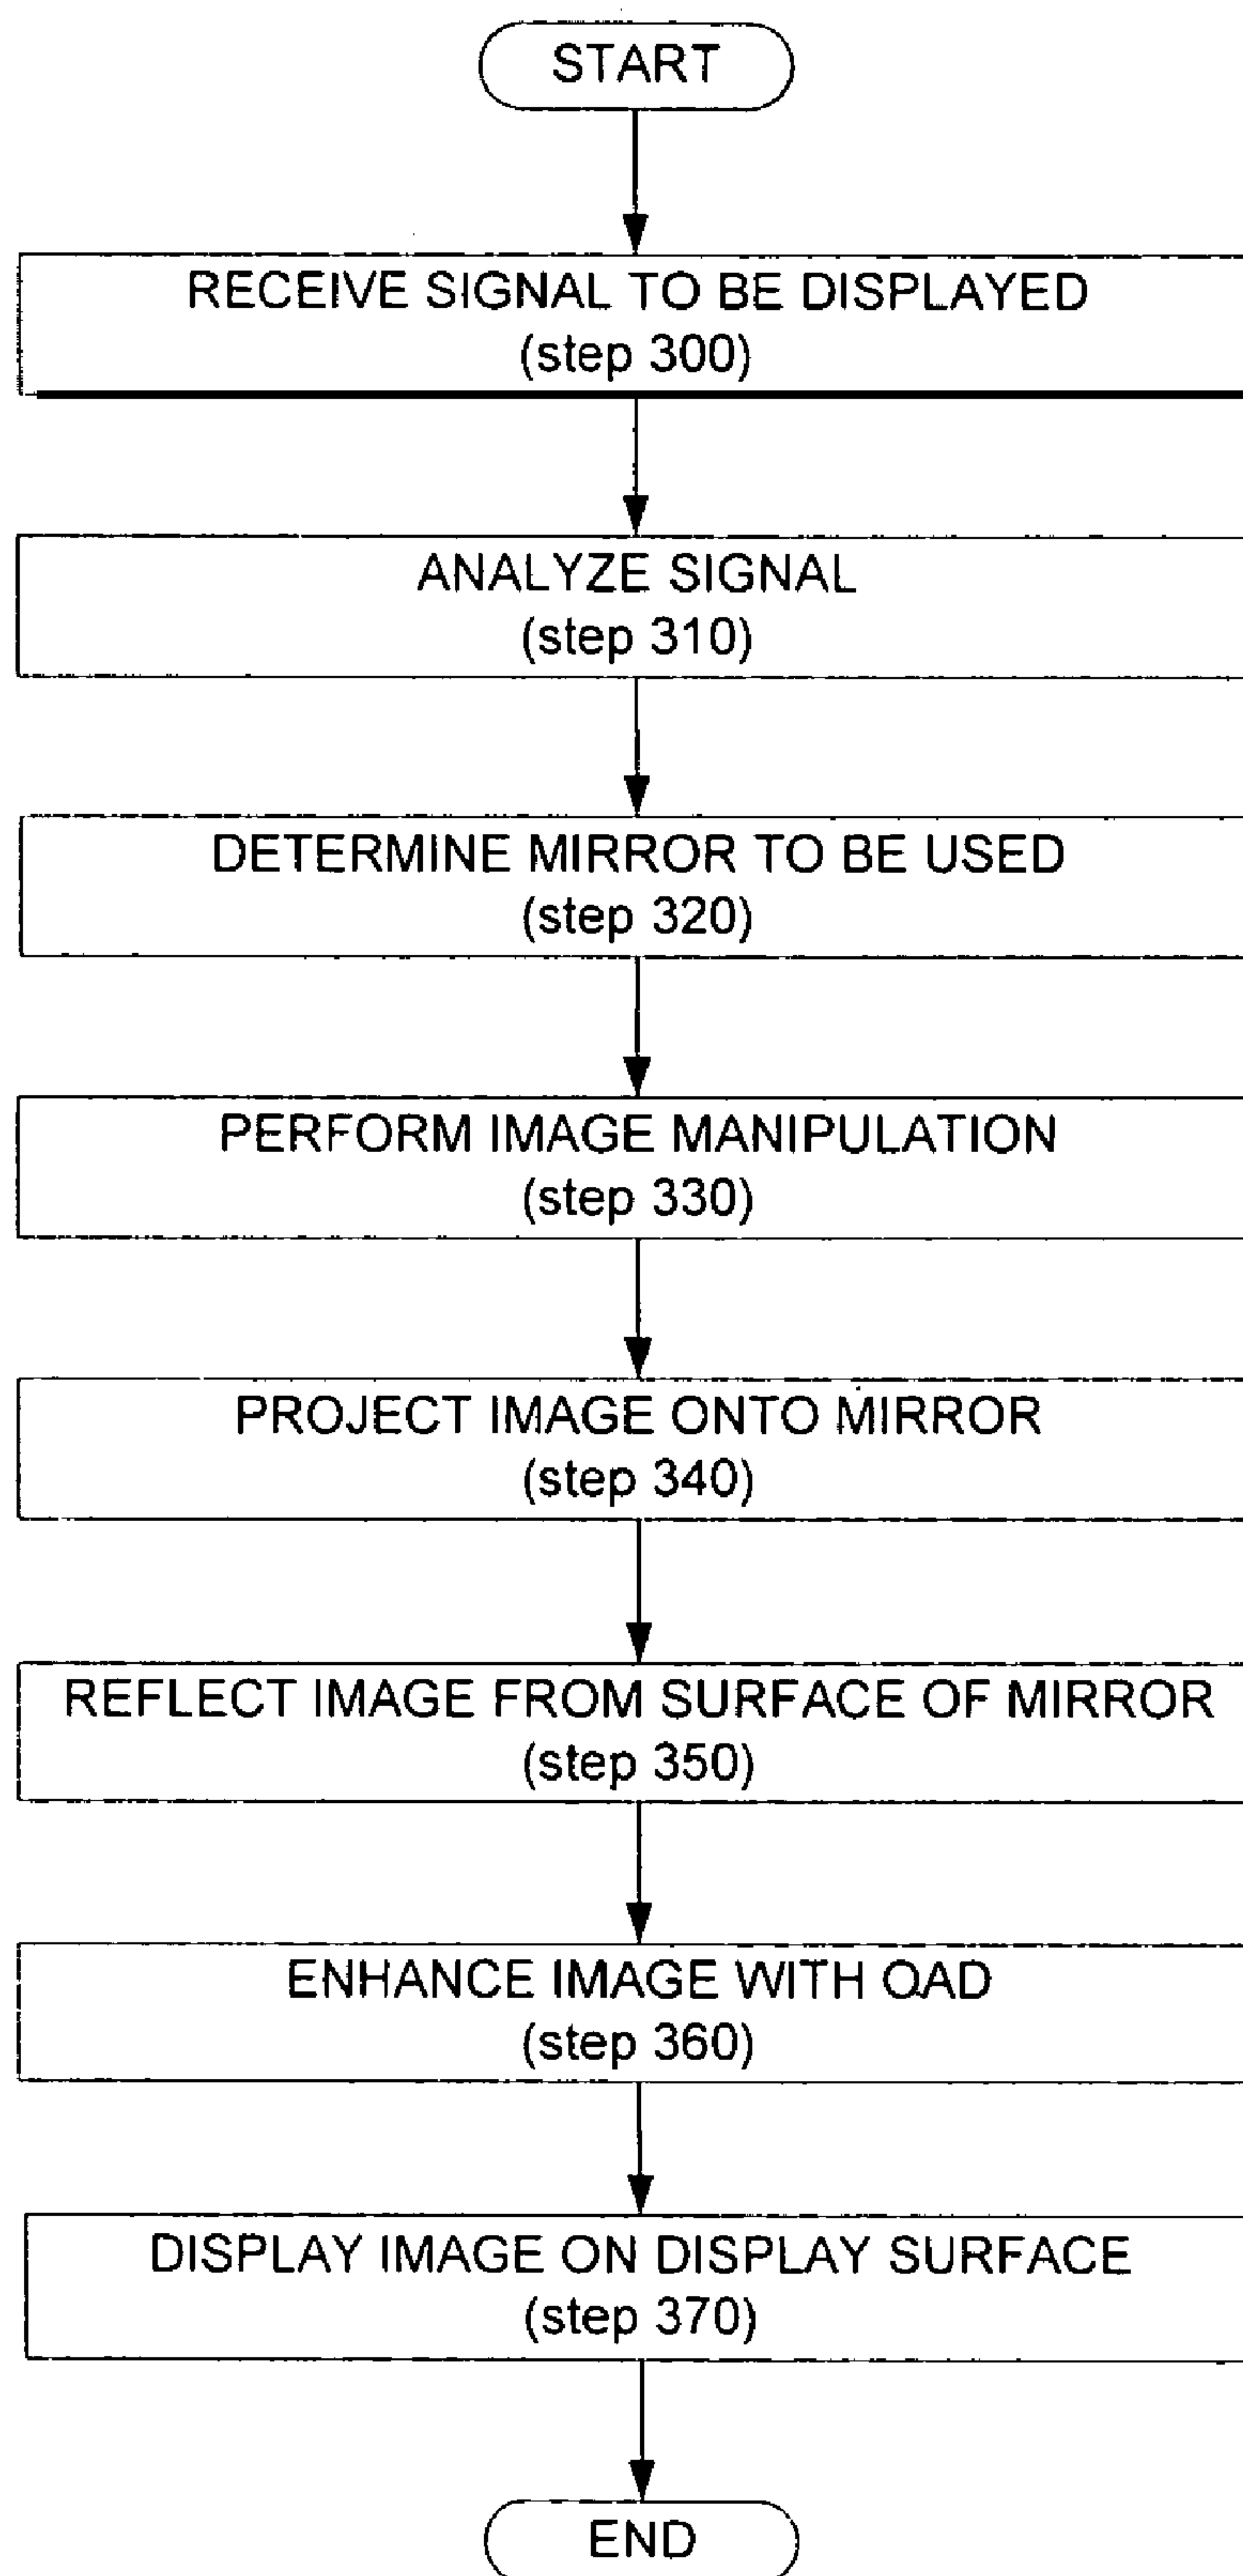 START
RECEIVE SIGNAL TO BE DISPLAYED
(step 300)
ANALYZE SIGNAL
(step 310)
DETERMINE MIRROR TO BE USED
(step 320)
PERFORM IMAGE MANIPULATION
(step 330)
PROJECT IMAGE ONTO MIRROR
(step 340)
REFLECT IMAGE FROM SURFACE OF MIRROR
(step 350)
ENHANCE IMAGE WITH OAD
(step 360)
DISPLAY IMAGE ON DISPLAY SURFACE
(step 370)
END